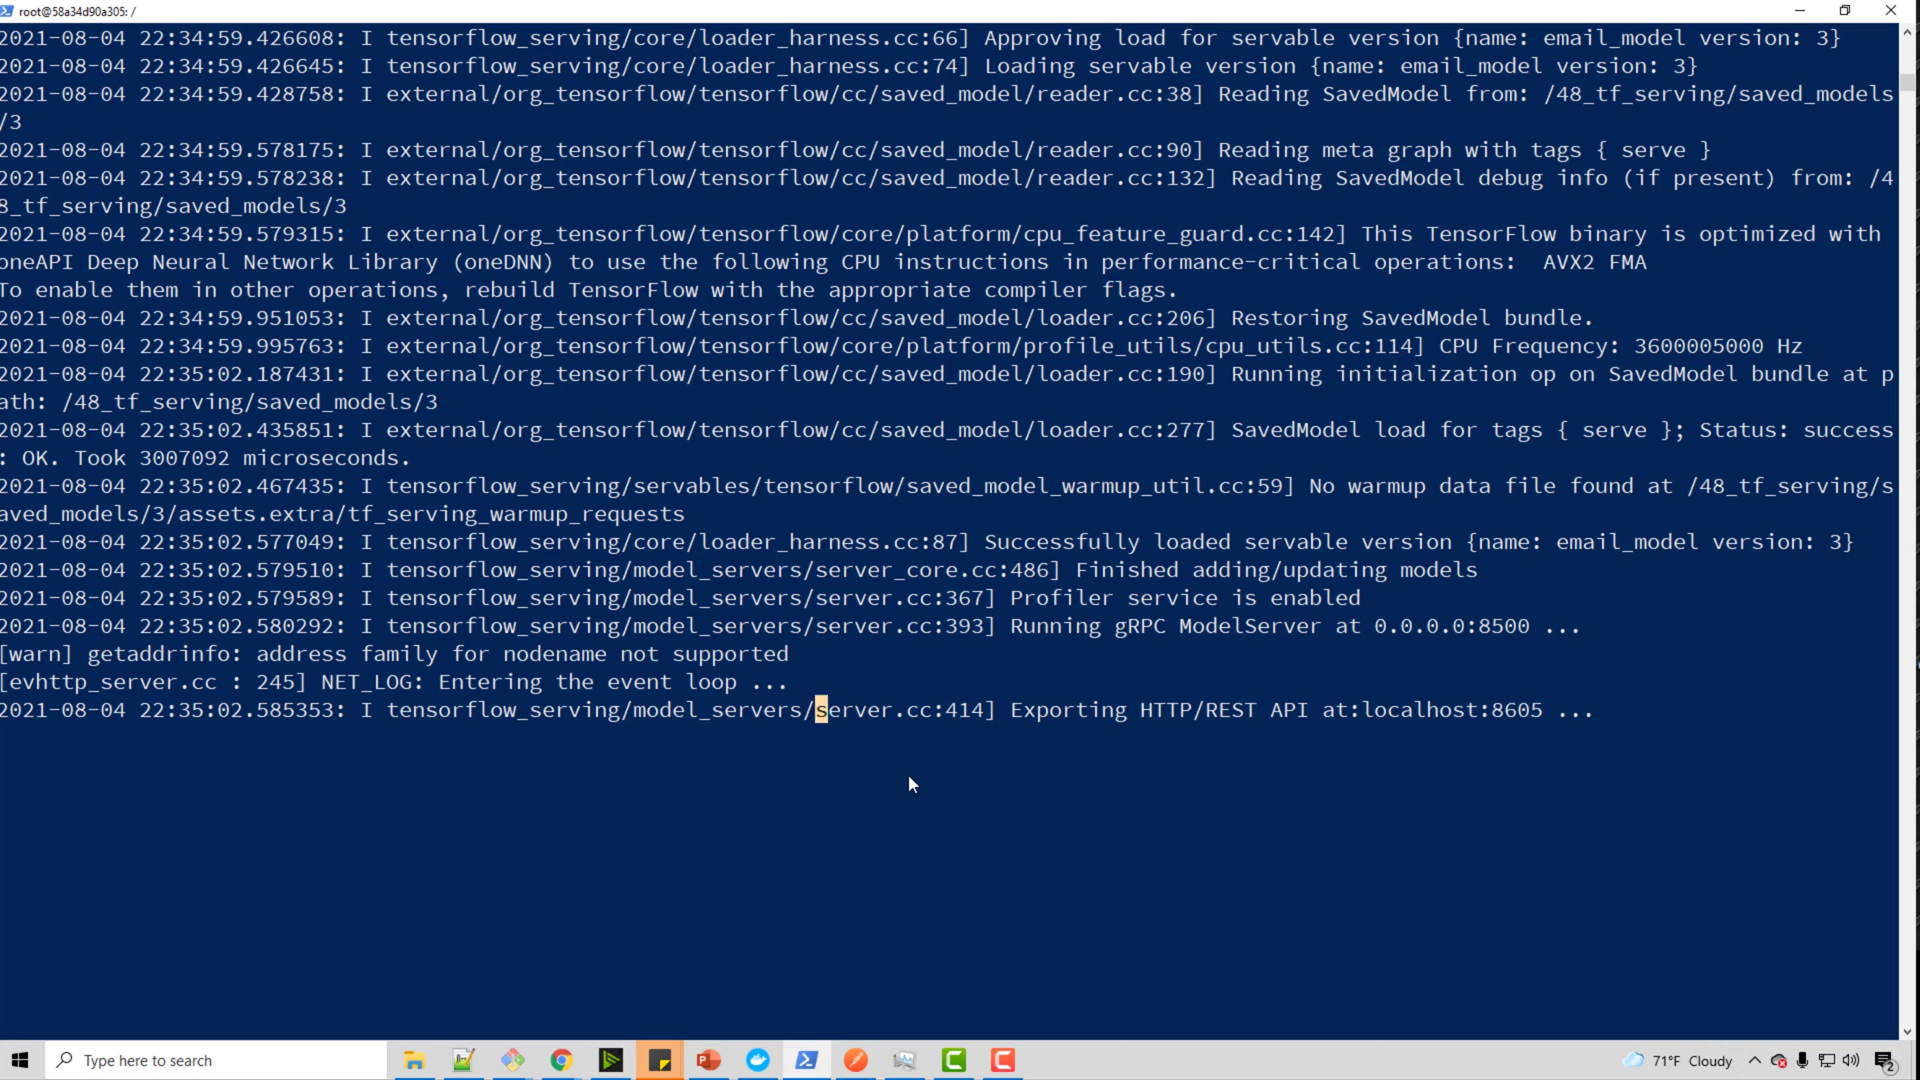 root@58a34d90a305: /
2021-08-04 22:34:59.426608: I tensorflow_serving/core/loader_harness.cc:66] Approving load for servable version {name: email_model version: 3}
2021-08-04 22:34:59.426645: I tensorflow_serving/core/loader_harness.cc:74] Loading servable version {name: email_model version: 3}
2021-08-04 22:34:59.428758: I external/org_tensorflow/tensorflow/cc/saved_model/reader.cc:38] Reading SavedModel from: /48_tf_serving/saved_models
/3
2021-08-04 22:34:59.578175: I external/org_tensorflow/tensorflow/cc/saved_model/reader.cc:90] Reading meta graph with tags { serve }
2021-08-04 22:34:59.578238: I external/org_tensorflow/tensorflow/cc/saved_model/reader.cc:132] Reading SavedModel debug info (if present) from: /4
8_tf_serving/saved_models/3
2021-08-04 22:34:59.579315: I external/org_tensorflow/tensorflow/core/platform/cpu_feature_guard.cc:142] This TensorFlow binary is optimized with
oneAPI Deep Neural Network Library (oneDNN) to use the following CPU instructions in performance-critical operations:  AVX2 FMA
To enable them in other operations, rebuild TensorFlow with the appropriate compiler flags.
2021-08-04 22:34:59.951053: I external/org_tensorflow/tensorflow/cc/saved_model/loader.cc:206] Restoring SavedModel bundle.
2021-08-04 22:34:59.995763: I external/org_tensorflow/tensorflow/core/platform/profile_utils/cpu_utils.cc:114] CPU Frequency: 3600005000 Hz
2021-08-04 22:35:02.187431: I external/org_tensorflow/tensorflow/cc/saved_model/loader.cc:190] Running initialization op on SavedModel bundle at p
ath: /48_tf_serving/saved_models/3
2021-08-04 22:35:02.435851: I external/org_tensorflow/tensorflow/cc/saved_model/loader.cc:277] SavedModel load for tags { serve }; Status: success
: OK. Took 3007092 microseconds.
2021-08-04 22:35:02.467435: I tensorflow_serving/servables/tensorflow/saved_model_warmup_util.cc:59] No warmup data file found at /48_tf_serving/s
aved_models/3/assets.extra/tf_serving_warmup_requests
2021-08-04 22:35:02.577049: I tensorflow_serving/core/loader_harness.cc:87] Successfully loaded servable version {name: email_model version: 3}
2021-08-04 22:35:02.579510: I tensorflow_serving/model_servers/server_core.cc:486] Finished adding/updating models
2021-08-04 22:35:02.579589: I tensorflow_serving/model_servers/server.cc:367] Profiler service is enabled
2021-08-04 22:35:02.580292: I tensorflow_serving/model_servers/server.cc:393] Running gRPC ModelServer at 0.0.0.0:8500 ...
[warn] getaddrinfo: address family for nodename not supported
[evhttp_server.cc : 245] NET_LOG: Entering the event loop ...
2021-08-04 22:35:02.585353: I tensorflow_serving/model_servers/server.cc:414] Exporting HTTP/REST API at:localhost:8605 ...
Type here to search
71°F Cloudy
2